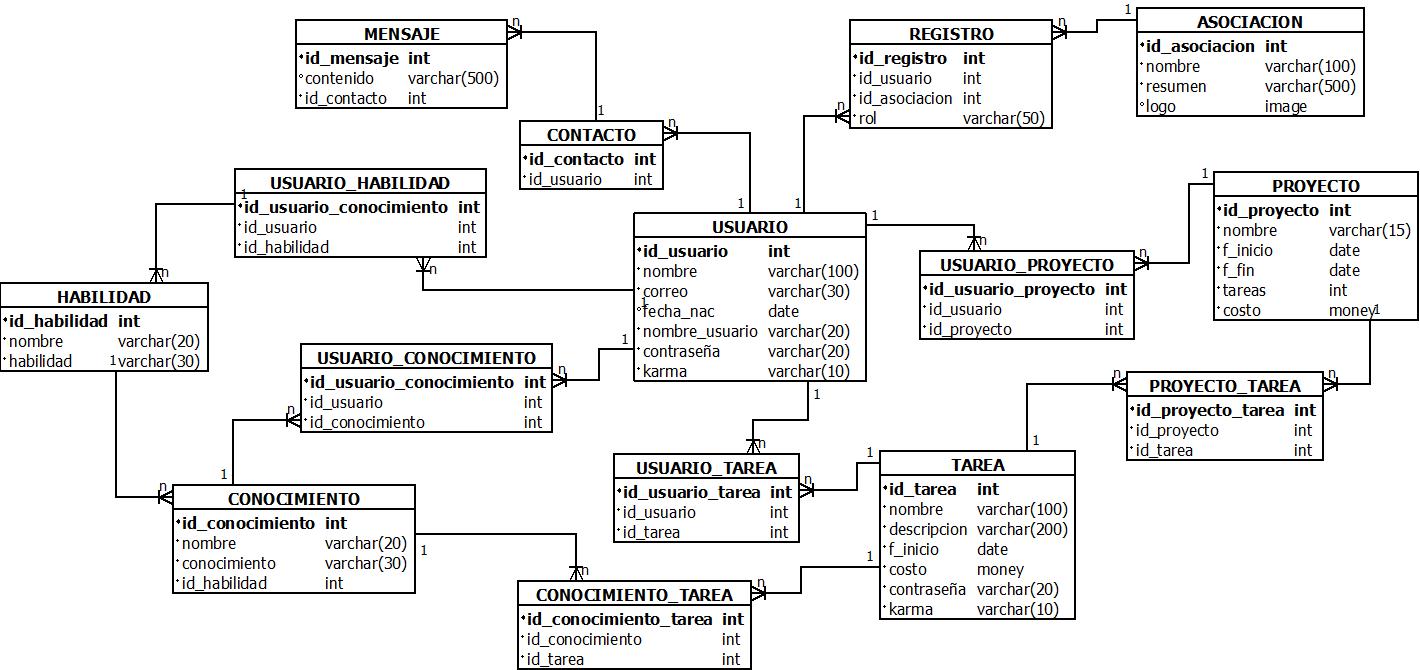 MENSAJE
id_mensaje int
contenido varchar(500)
id_contacto int
n
1
CONTACTO
id_contacto int
id_usuario int
n
1
REGISTRO
id_registro int
id_usuario int
id_asociacion int
rol varchar(50)
n
1
n
1
ASOCIACION
id_asociacion int
nombre varchar(100)
resumen varchar(500)
logo image
USUARIO_HABILIDAD
1
id_usuario_conocimiento int
id_usuario int
id_habilidad int
n
n
HABILIDAD
id_habilidad int
nombre varchar(20)
habilidad varchar(30)
1
USUARIO
id_usuario int
nombre varchar(100)
correo varchar(30)
1
fecha_nac date
nombre_usuario varchar(20)
contraseña varchar(20)
karma varchar(10)
1
1
1
n
USUARIO_PROYECTO
id_usuario_proyecto int
id_usuario int
id_proyecto int
n
1
PROYECTO
id_proyecto int
nombre varchar(15)
f_inicio date
f_fin date
tareas int
costo money
1
USUARIO_CONOCIMIENTO
id_usuario_conocimiento int
id_usuario int
id_conocimiento int
n
n
1
PROYECTO_TAREA
id_proyecto_tarea int
id_proyecto int
id_tarea int
n
n
1
USUARIO_TAREA
id_usuario_tarea int
id_usuario int
id_tarea int
n
n
1
TAREA
id_tarea int
nombre varchar(100)
descripcion varchar(200)
f_inicio date
costo money
contraseña varchar(20)
karma varchar(10)
1
n
CONOCIMIENTO
id_conocimiento int
nombre varchar(20)
conocimiento varchar(30)
id_habilidad int
1
n
n
CONOCIMIENTO_TAREA
id_conocimiento_tarea int
id_conocimiento int
id_tarea int